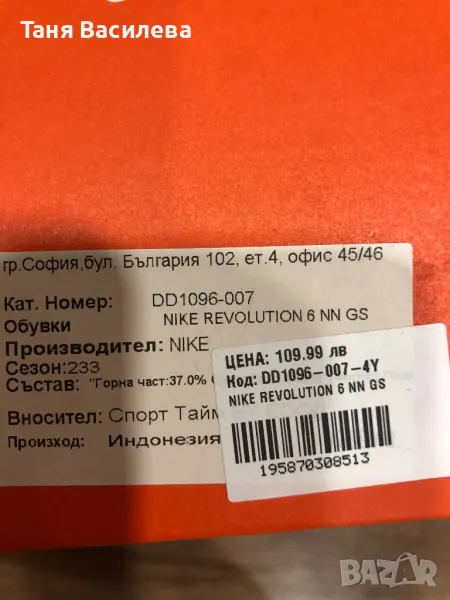 Таня Василева
гр.София,бул. България 102, ет.4, офис 45/46
Кат. Номер: DD1096-007
Обувки NIKE REVOLUTION 6 NN GS
Производител: NIKE
Сезон:233
Състав: "Горна част:37.0%
Вносител: Спорт Тайм
Произход: Индонезия
ЦЕНА: 109.99 лв
Код: DD1096-007-4Y
NIKE REVOLUTION 6 NN GS
195870308513
BAZAR